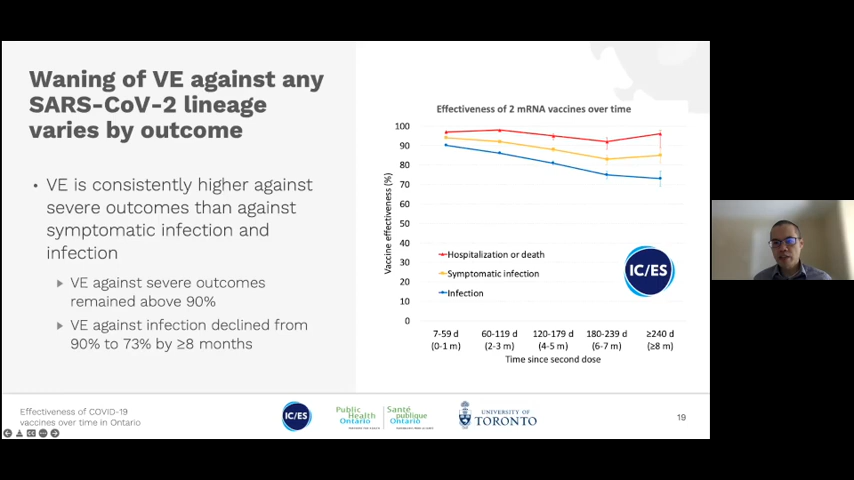 Waning of VE against any
SARS-CoV-2 lineage
varies by outcome
• VE is consistently higher against
severe outcomes than against
symptomatic infection and
infection
VE against severe outcomes
remained above 90%
VE against infection declined from
90% to 73% by ≥8 months
Effectiveness of 2 mRNA vaccines over time
Vaccine effectiveness (%)
100
90
80
70
60
50
40
30
20
10
0
Hospitalization or death
Symptomatic infection
Infection
IC/ES
7-59 d 60-119 d 120-179 d 180-239 d ≥240 d
(0-1 m) (2-3 m) (4-5 m) (6-7 m) (≥8 m)
Time since second dose
Effectiveness of COVID-19
vaccines over time in Ontario
IC/ES
Public
Health
Ontario
Santé
publique
Ontario
UNIVERSITY OF
TORONTO
19